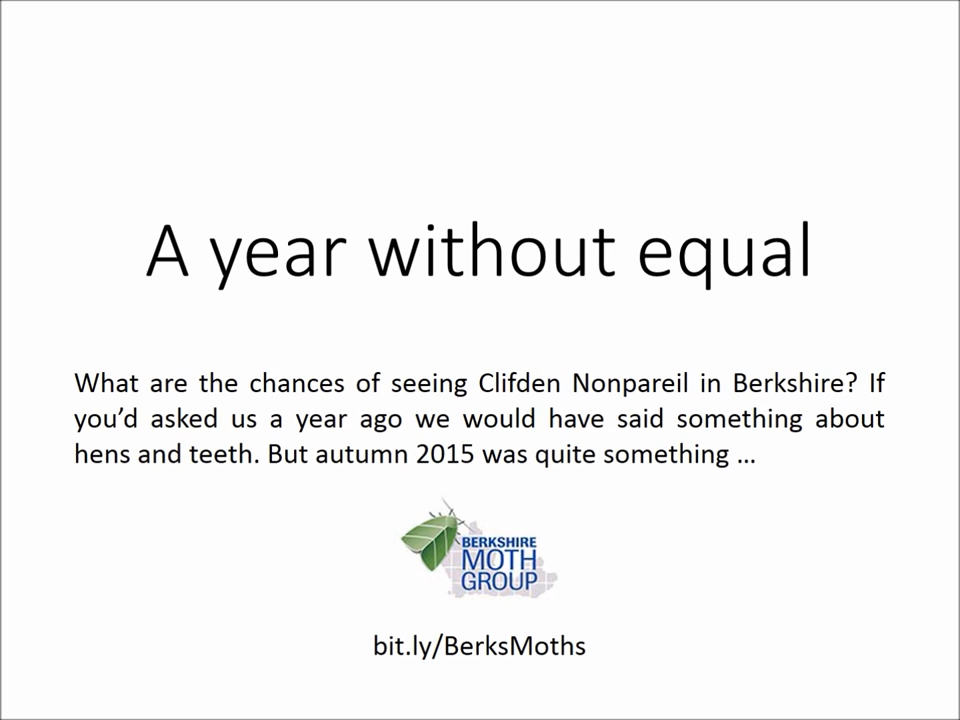 A year without equal
What are the chances of seeing Clifden Nonpareil in Berkshire? If
you’d asked us a year ago we would have said something about
hens and teeth. But autumn 2015 was quite something …
BERKSHIRE
MOTH
GROUP
bit.ly/BerksMoths